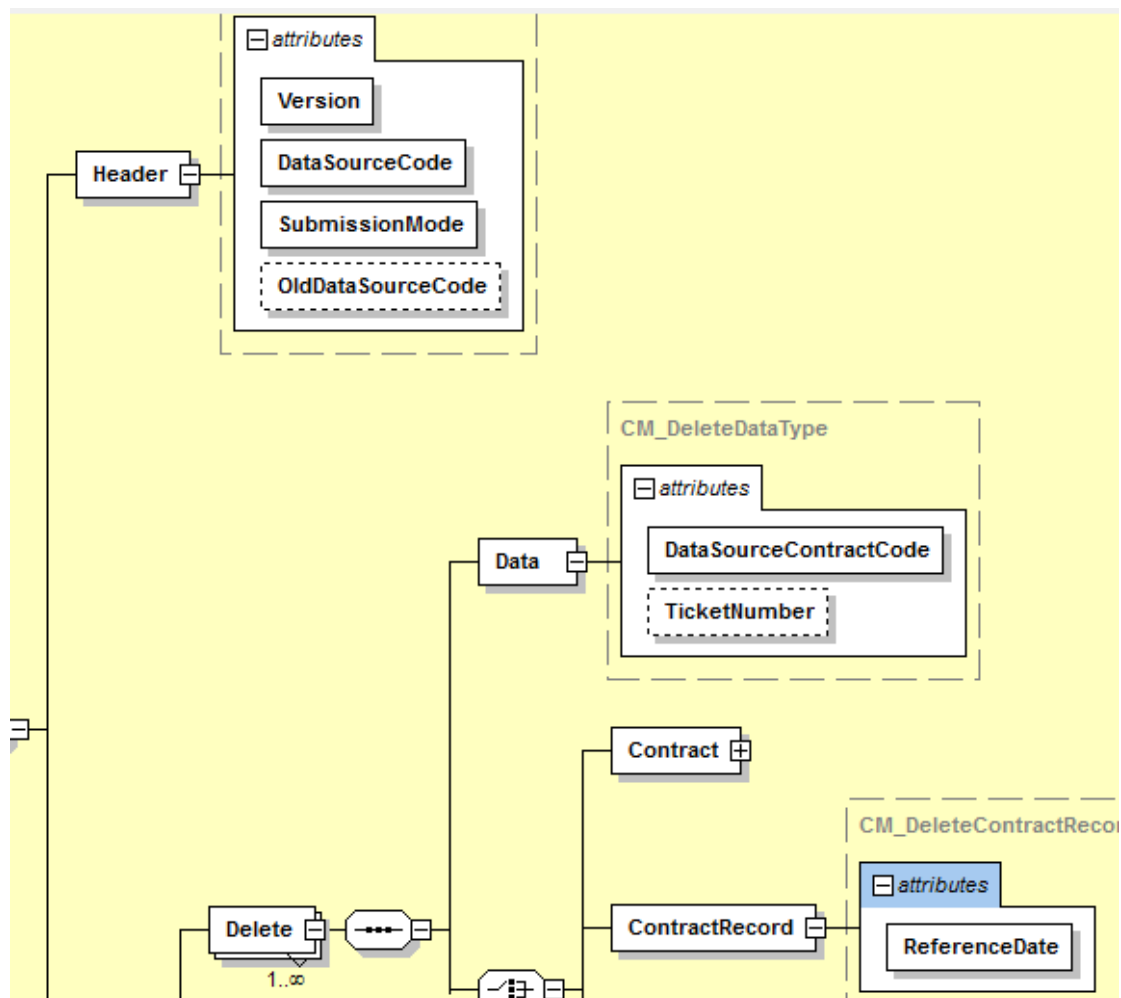 attributes
Version
DataSourceCode
Header
SubmissionMode
OldDataSourceCode
CM_DeleteDataType
attributes
DataSourceContractCode
Data
TicketNumber
Contract
CM_DeleteContractRecor
attributes
Delete
ContractRecord
ReferenceDate
1..∞